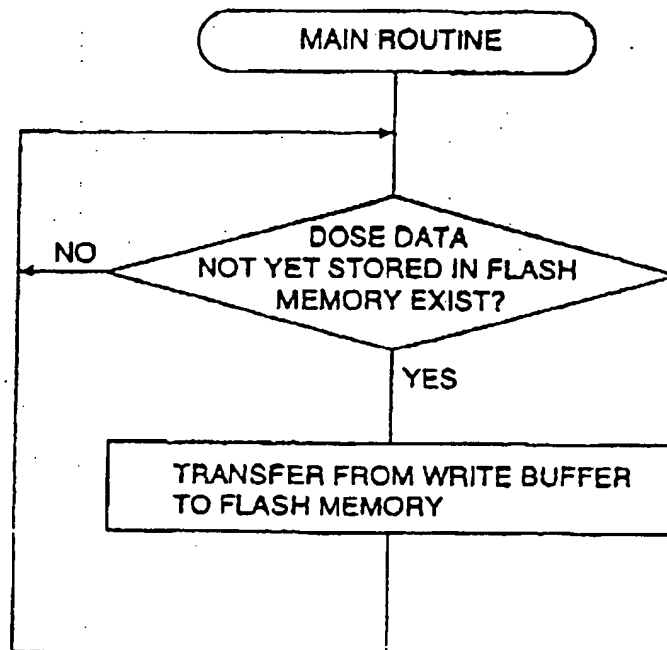 MAIN ROUTINE
DOSE DATA
NOT YET STORED IN FLASH
MEMORY EXIST?
NO
YES
TRANSFER FROM WRITE BUFFER
TO FLASH MEMORY